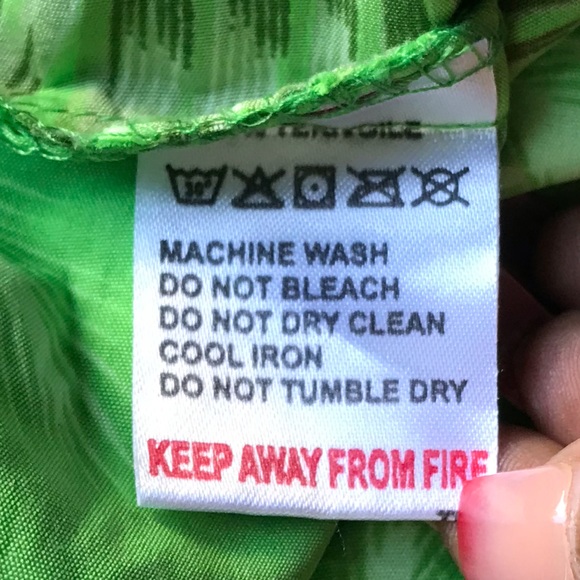 30°
MACHINE WASH
DO NOT BLEACH
DO NOT DRY CLEAN
COOL IRON
DO NOT TUMBLE DRY
KEEP AWAY FROM FIRE